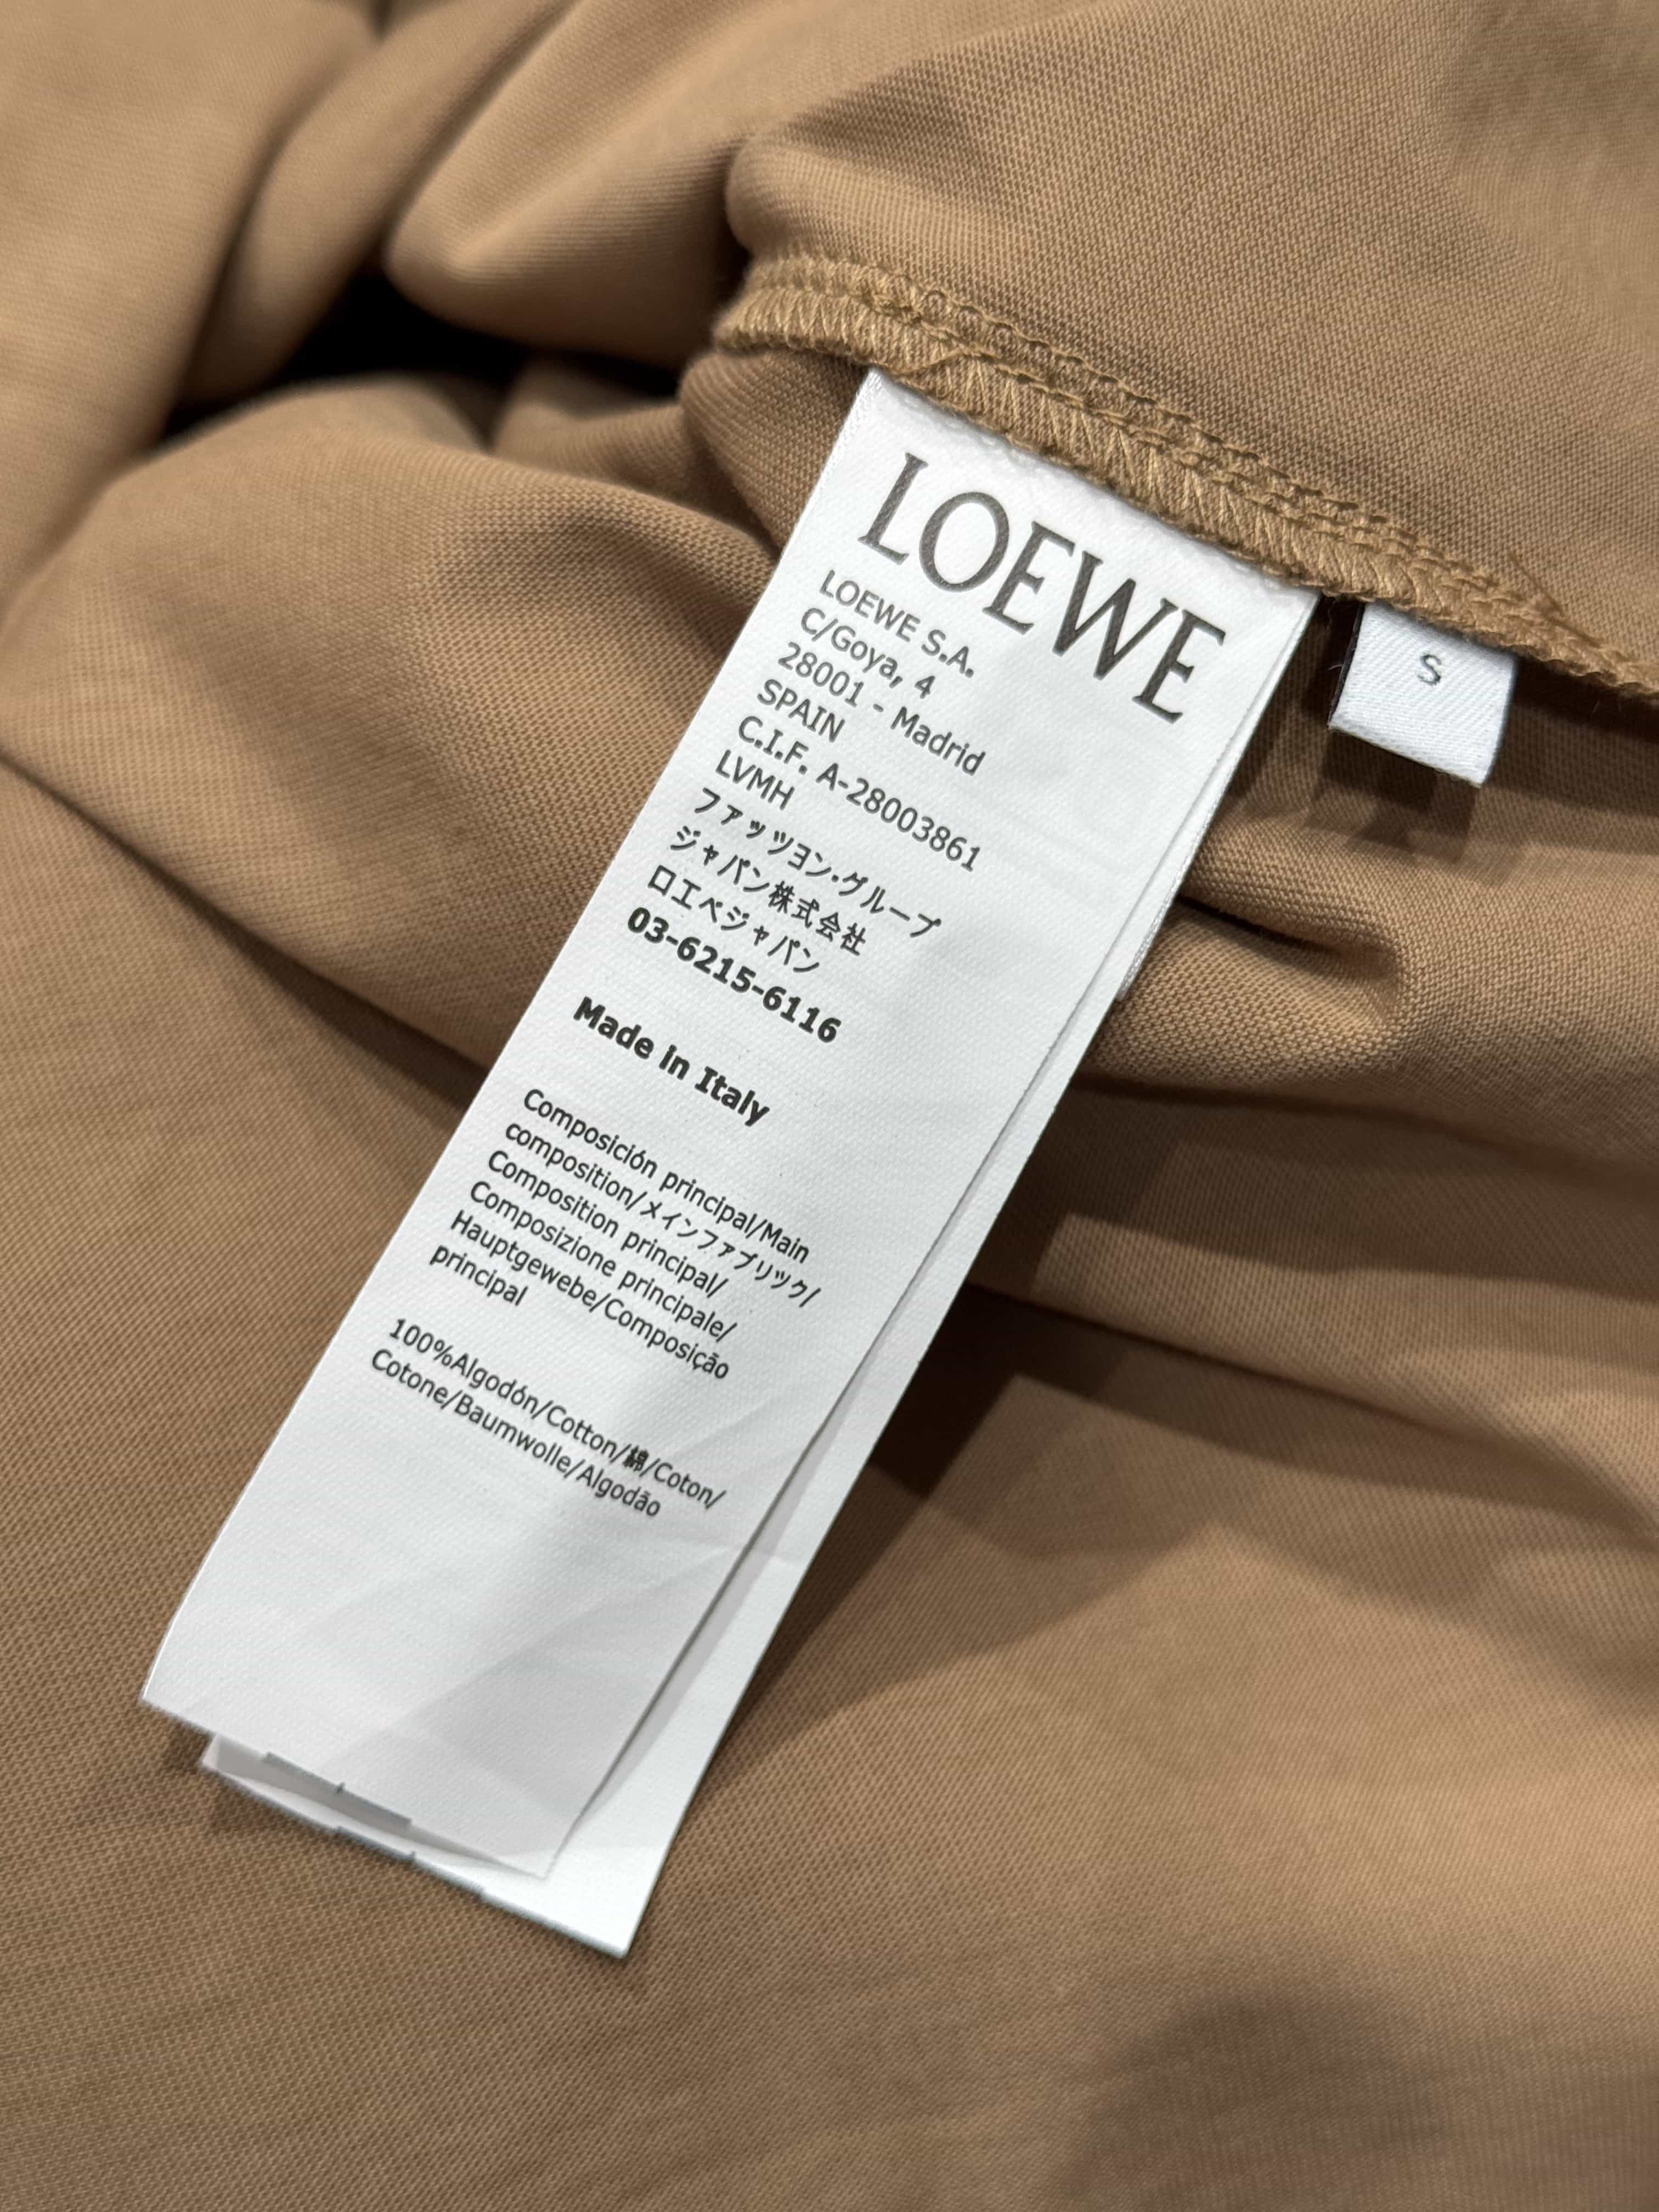 LOEWE
LOEWE S.A.
C/Goya, 4
28001 - Madrid
SPAIN
C.I.F. A-28003861
LVMH
ファッツヨン・グループ
ジャパン株式会社
ロエベジャパン
03-6215-6116
Made in Italy
Composición principal/Main
composition/メインファブリツク/
Composition principal/
Composizione principale/
Hauptgewebe/Composição
principal
100%Algodón/Cotton/綿/Coton/
Cotone/Baumwolle/Algodão
S